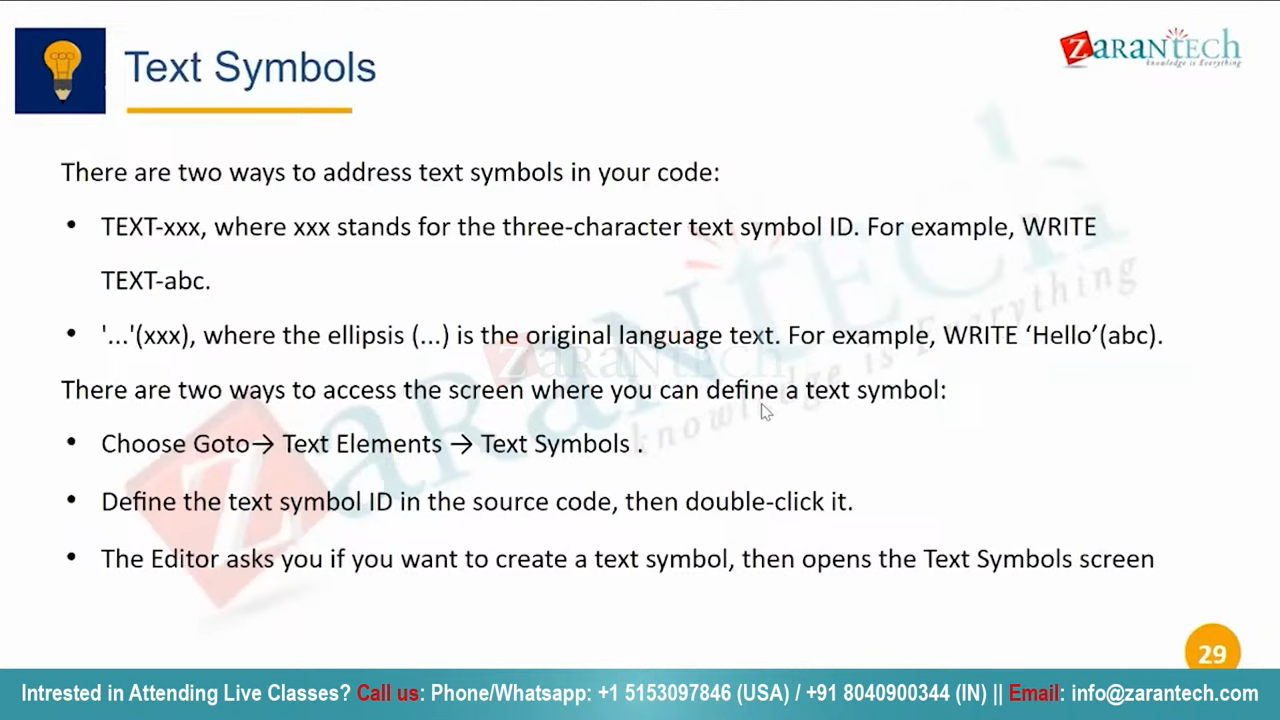 Text Symbols
ZaranTech
knowledge is Everything
There are two ways to address text symbols in your code:
• TEXT-xxx, where xxx stands for the three-character text symbol ID. For example, WRITE
TEXT-abc.
• '...'(xxx), where the ellipsis (...) is the original language text. For example, WRITE ‘Hello’(abc).
There are two ways to access the screen where you can define a text symbol:
• Choose Goto→ Text Elements → Text Symbols .
• Define the text symbol ID in the source code, then double-click it.
• The Editor asks you if you want to create a text symbol, then opens the Text Symbols screen
ZaranTech
knowledge is Everything
ZaranTech
29
Intrested in Attending Live Classes? Call us: Phone/Whatsapp: +1 5153097846 (USA) / +91 8040900344 (IN) || Email: info@zarantech.com